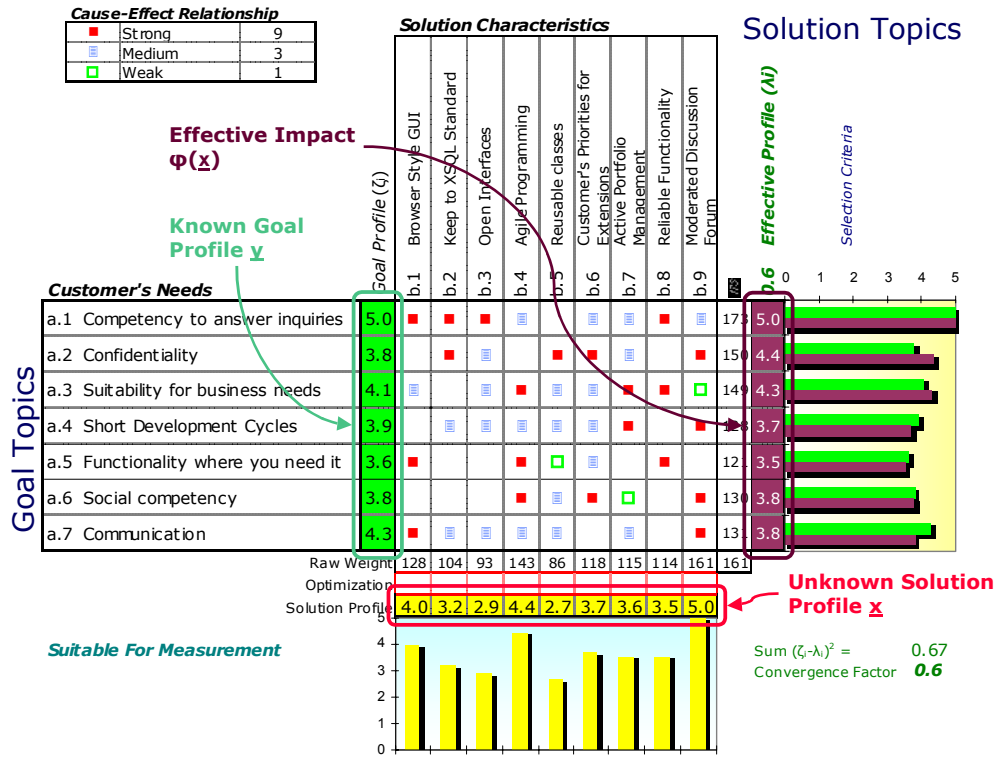 Cause-Effect Relationship
Strong 9
Medium 3
Weak 1
Solution Characteristics
Solution Topics
Effective Impact
φ(x)
Known Goal
Profile y
Goal Profile (ζⱼ)
Browser Style GUI
Keep to XSQL Standard
Open Interfaces
Agile Programming
Reusable classes
Customer's Priorities for
Extensions
Active Portfolio
Management
Reliable Functionality
Moderated Discussion
Forum
Effective Profile (λi)
Selection Criteria
b.1 b.2 b.3 b.4 b.5 b.6 b.7 b.8 b.9
0.6
0 1 2 3 4 5
Customer's Needs
Goal Topics
a.1 Competency to answer inquiries 5.0 173 5.0
a.2 Confidentiality 3.8 150 4.4
a.3 Suitability for business needs 4.1 149 4.3
a.4 Short Development Cycles 3.9 128 3.7
a.5 Functionality where you need it 3.6 121 3.5
a.6 Social competency 3.8 130 3.8
a.7 Communication 4.3 131 3.8
Raw Weight 128 104 93 143 86 118 115 114 161 161
Optimization
Solution Profile 4.0 3.2 2.9 4.4 2.7 3.7 3.6 3.5 5.0
Unknown Solution
Profile x
5
4
3
2
1
0
Suitable For Measurement
Sum (ζⱼ-λᵢ)² = 0.67
Convergence Factor 0.6